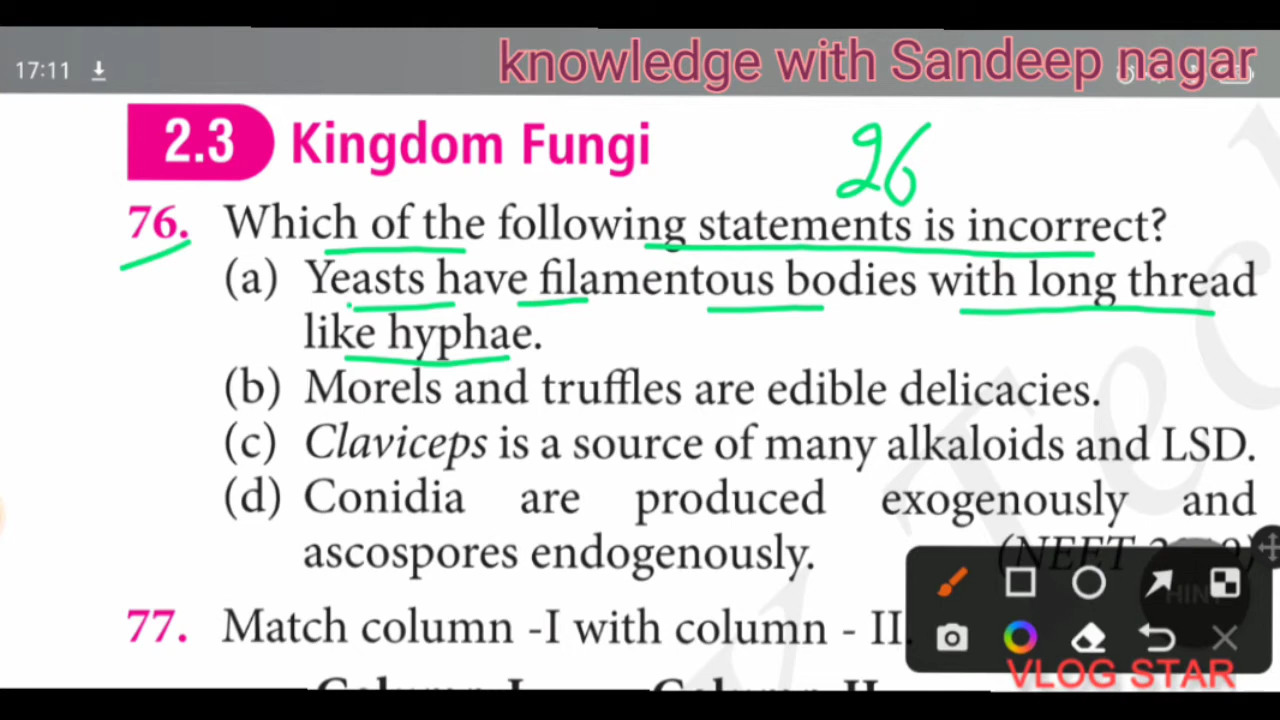 17:11
knowledge with Sandeep nagar
2.3 Kingdom Fungi
26
76. Which of the following statements is incorrect?
(a) Yeasts have filamentous bodies with long thread
like hyphae.
(b) Morels and truffles are edible delicacies.
(c) Claviceps is a source of many alkaloids and LSD.
(d) Conidia are produced exogenously and
ascospores endogenously. (NEET
77. Match column -I with column - II.
VLOG STAR